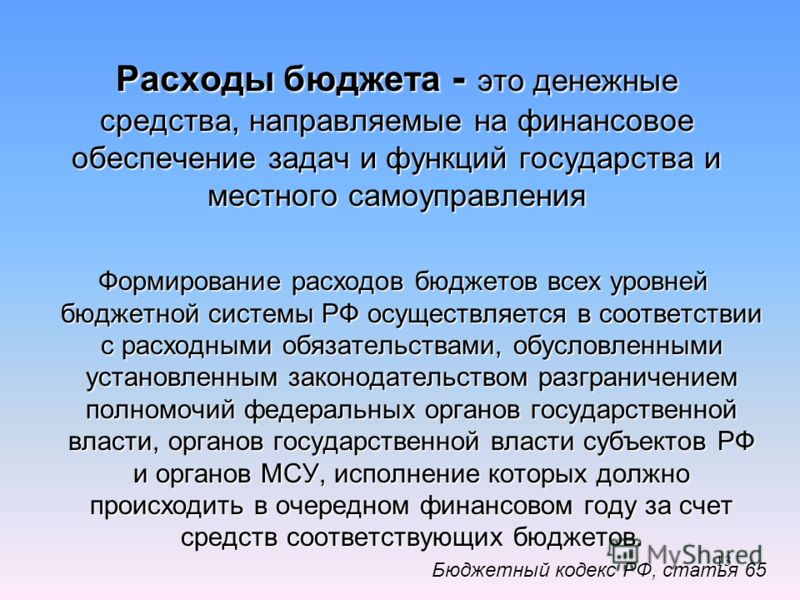 Расходы бюджета - это денежные
средства, направляемые на финансовое
обеспечение задач и функций государства и
местного самоуправления
Формирование расходов бюджетов всех уровней
бюджетной системы РФ осуществляется в соответствии
с расходными обязательствами, обусловленными
установленным законодательством разграничением
полномочий федеральных органов государственной
власти, органов государственной власти субъектов РФ
и органов МСУ, исполнение которых должно
происходить в очередном финансовом году за счет
средств соответствующих бюджетов.
MyShared
13
Бюджетный кодекс РФ, статья 65